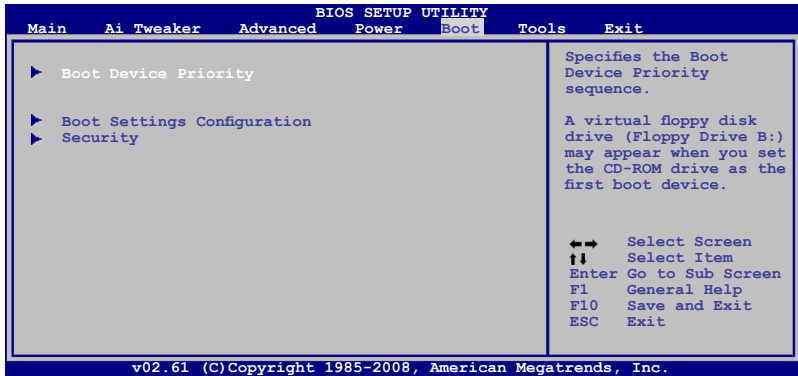 BIOS SETUP UTILITY
Main Ai Tweaker Advanced Power Boot Tools Exit
Boot Device Priority
Boot Settings Configuration
Security
Specifies the Boot
Device Priority
sequence.
A virtual floppy disk
drive (Floppy Drive B:)
may appear when you set
the CD-ROM drive as the
first boot device.
←→ Select Screen
↑↓ Select Item
Enter Go to Sub Screen
F1 General Help
F10 Save and Exit
ESC Exit
v02.61 (C)Copyright 1985-2008, American Megatrends, Inc.